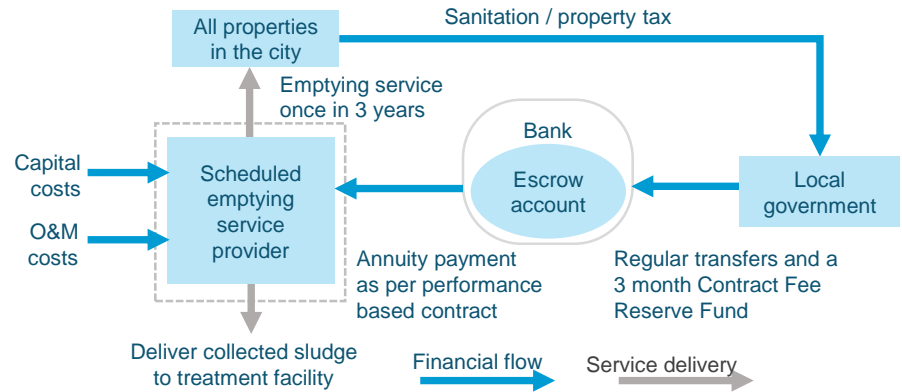 Sanitation / property tax
All properties
in the city
Emptying service
once in 3 years
Bank
Capital
costs
Scheduled
emptying
service
provider
Escrow
account
Local
government
O&M
costs
Annuity payment
as per performance
based contract
Regular transfers and a
3 month Contract Fee
Reserve Fund
Deliver collected sludge
to treatment facility
Financial flow
Service delivery